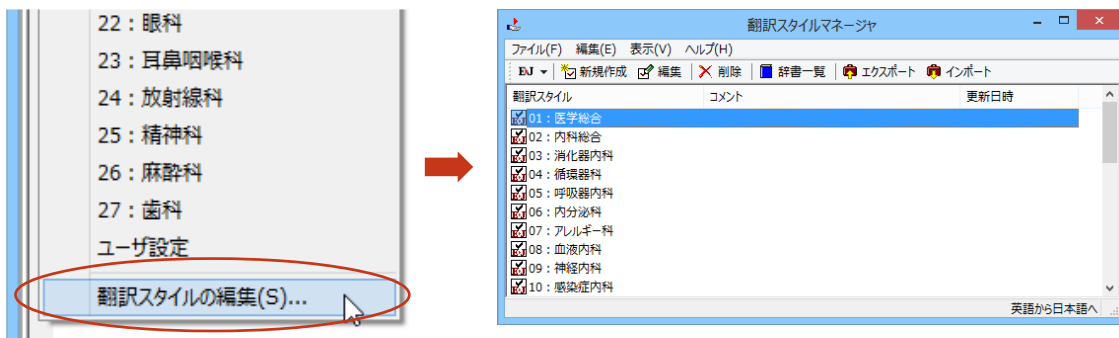 22：眼科
23：耳鼻咽喉科
24：放射線科
25：精神科
26：麻酔科
27：歯科
ユーザ設定
翻訳スタイルの編集(S)...
翻訳スタイルマネージャ
ファイル(F) 編集(E) 表示(V) ヘルプ(H)
EJ 新規作成 編集 削除 辞書一覧 エクスポート インポート
翻訳スタイル コメント 更新日時
01：医学総合
02：内科総合
03：消化器内科
04：循環器科
05：呼吸器内科
06：内分泌科
07：アレルギー科
08：血液内科
09：神経内科
10：感染症内科
英語から日本語へ